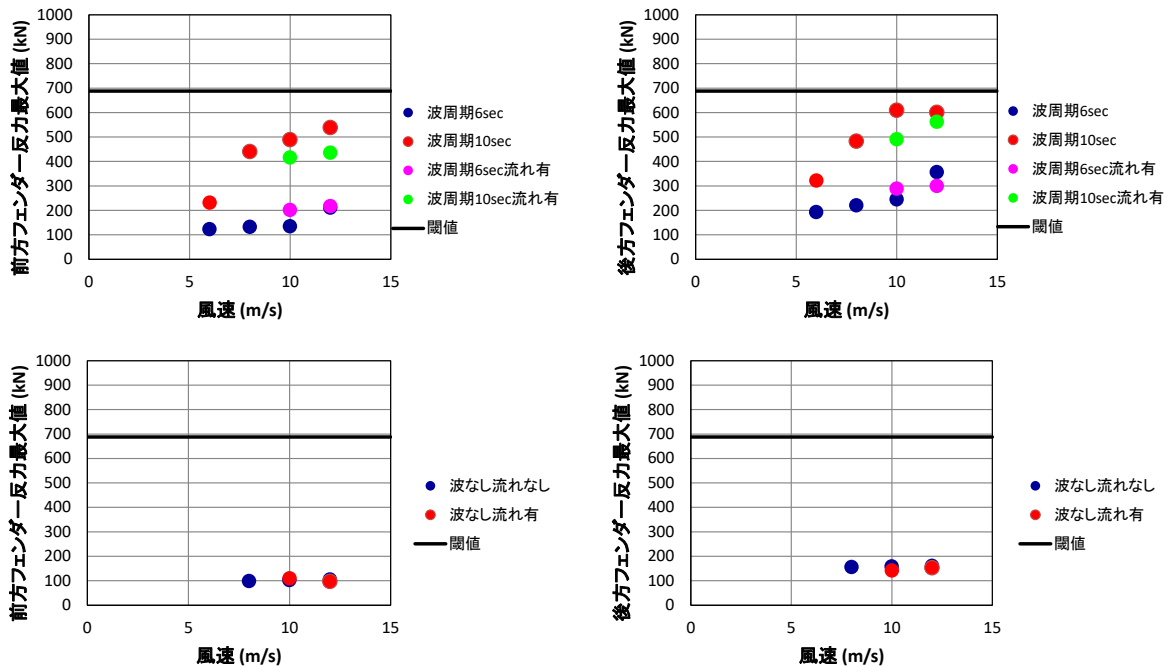 前方フェンダー反力最大値 (kN)
1000
900
800
700
600
500
400
300
200
100
0
0 5 10 15
風速 (m/s)
波周期6sec
波周期10sec
波周期6sec流れ有
波周期10sec流れ有
閾値
後方フェンダー反力最大値 (kN)
1000
900
800
700
600
500
400
300
200
100
0
0 5 10 15
風速 (m/s)
波周期6sec
波周期10sec
波周期6sec流れ有
波周期10sec流れ有
閾値
前方フェンダー反力最大値 (kN)
1000
900
800
700
600
500
400
300
200
100
0
0 5 10 15
風速 (m/s)
波なし流れなし
波なし流れ有
閾値
後方フェンダー反力最大値 (kN)
1000
900
800
700
600
500
400
300
200
100
0
0 5 10 15
風速 (m/s)
波なし流れなし
波なし流れ有
閾値